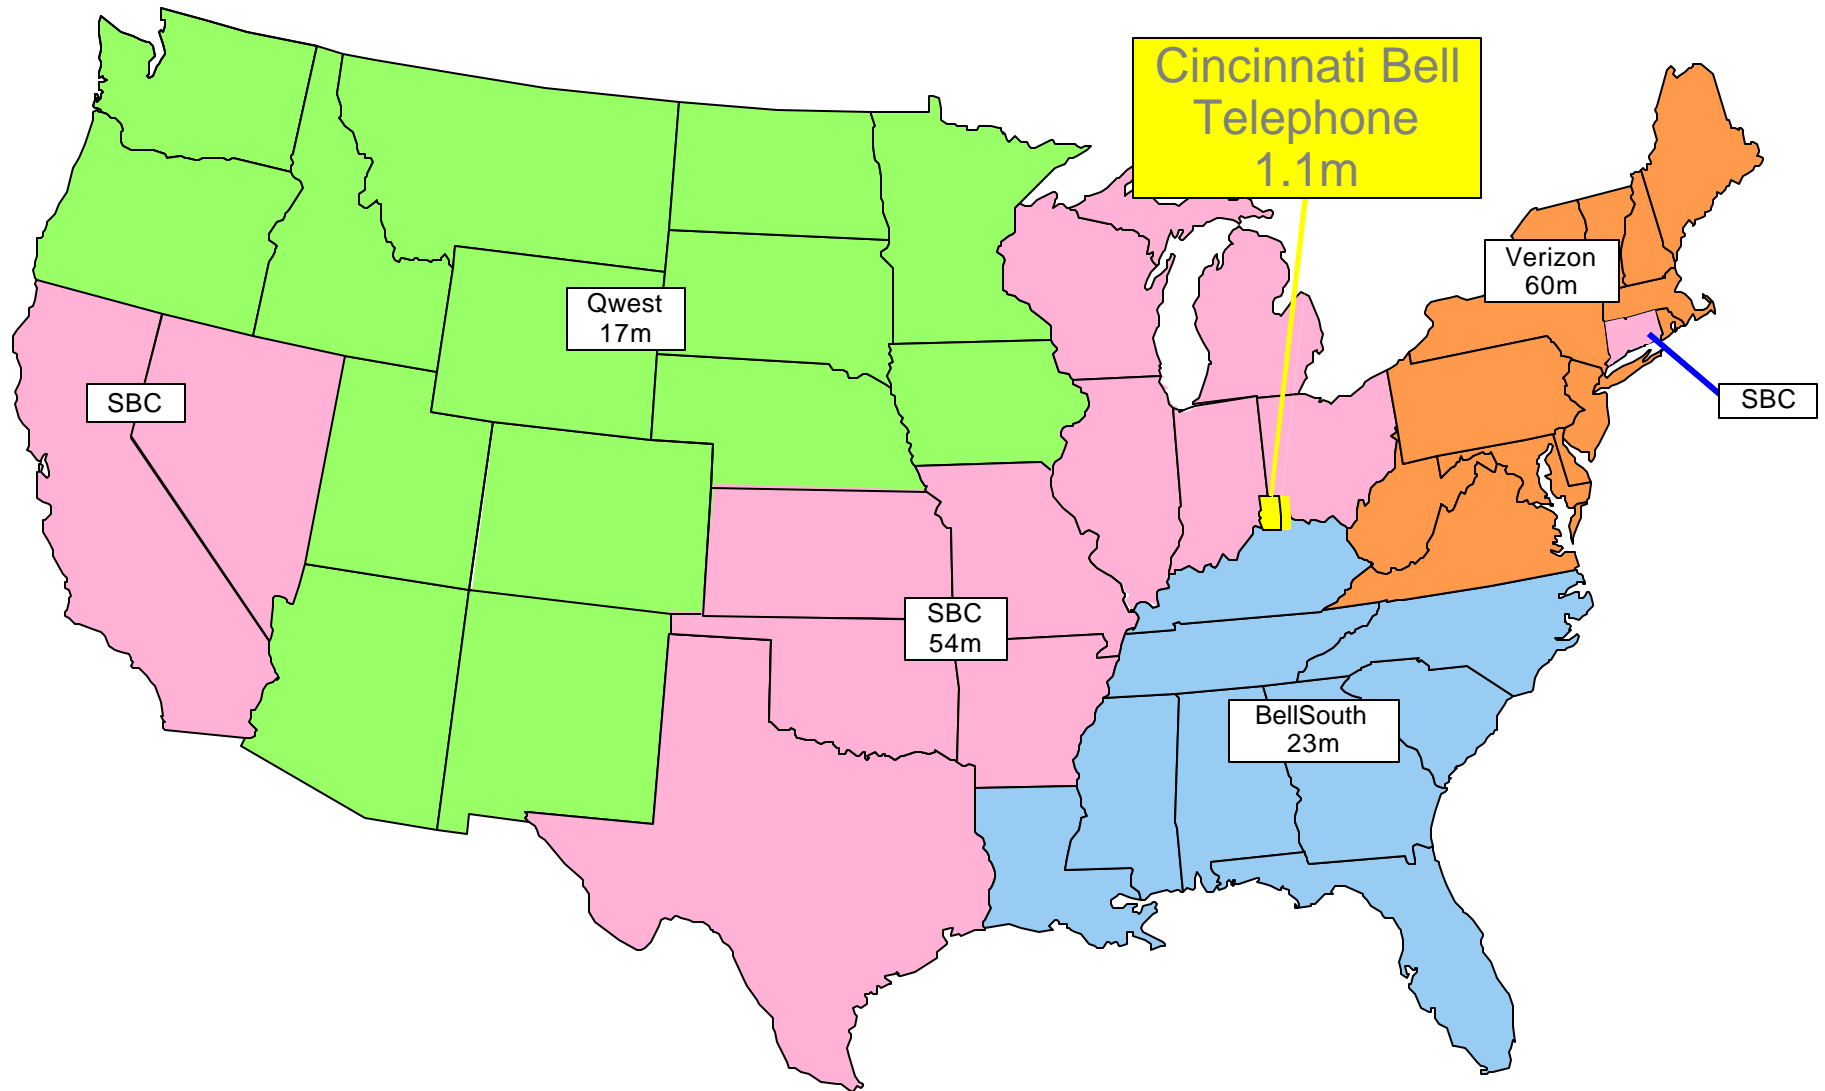 Cincinnati Bell
Telephone
1.1m
Verizon
60m
Qwest
17m
SBC
SBC
SBC
54m
BellSouth
23m